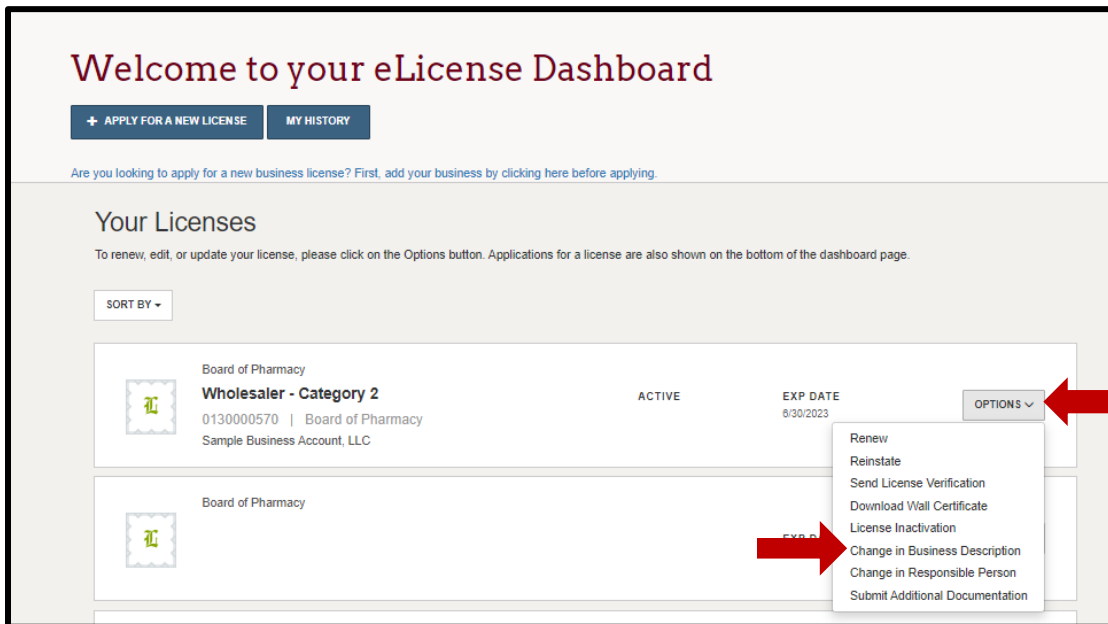 Welcome to your eLicense Dashboard
+ APPLY FOR A NEW LICENSE
MY HISTORY
Are you looking to apply for a new business license? First, add your business by clicking here before applying.
Your Licenses
To renew, edit, or update your license, please click on the Options button. Applications for a license are also shown on the bottom of the dashboard page.
SORT BY
Board of Pharmacy
L
Wholesaler - Category 2
ACTIVE
EXP DATE
OPTIONS
0130000570 | Board of Pharmacy
6/30/2023
Sample Business Account, LLC
Renew
Reinstate
Send License Verification
Download Wall Certificate
License Inactivation
Change in Business Description
Change in Responsible Person
Submit Additional Documentation
Board of Pharmacy
L
EXP